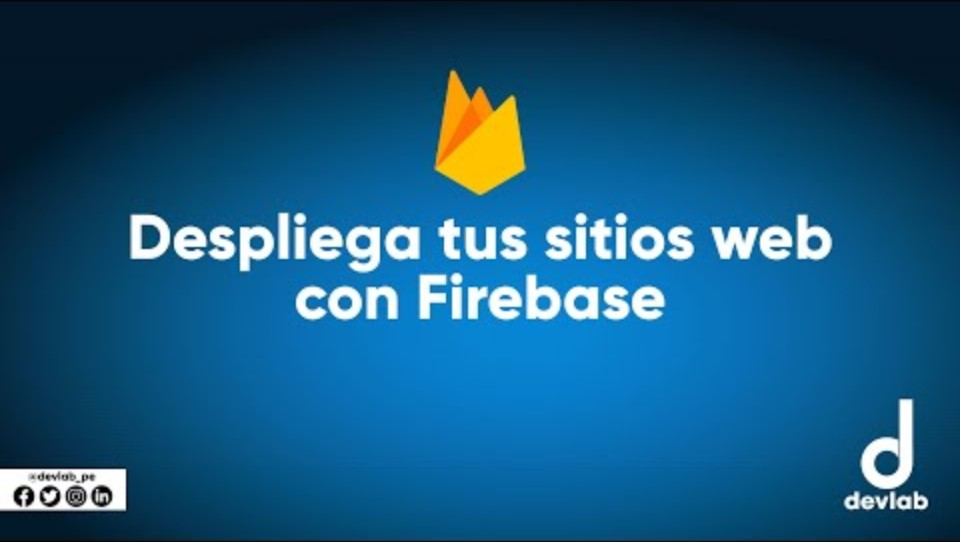 Despliega tus sitios web
con Firebase
@devlab_pe
devlab